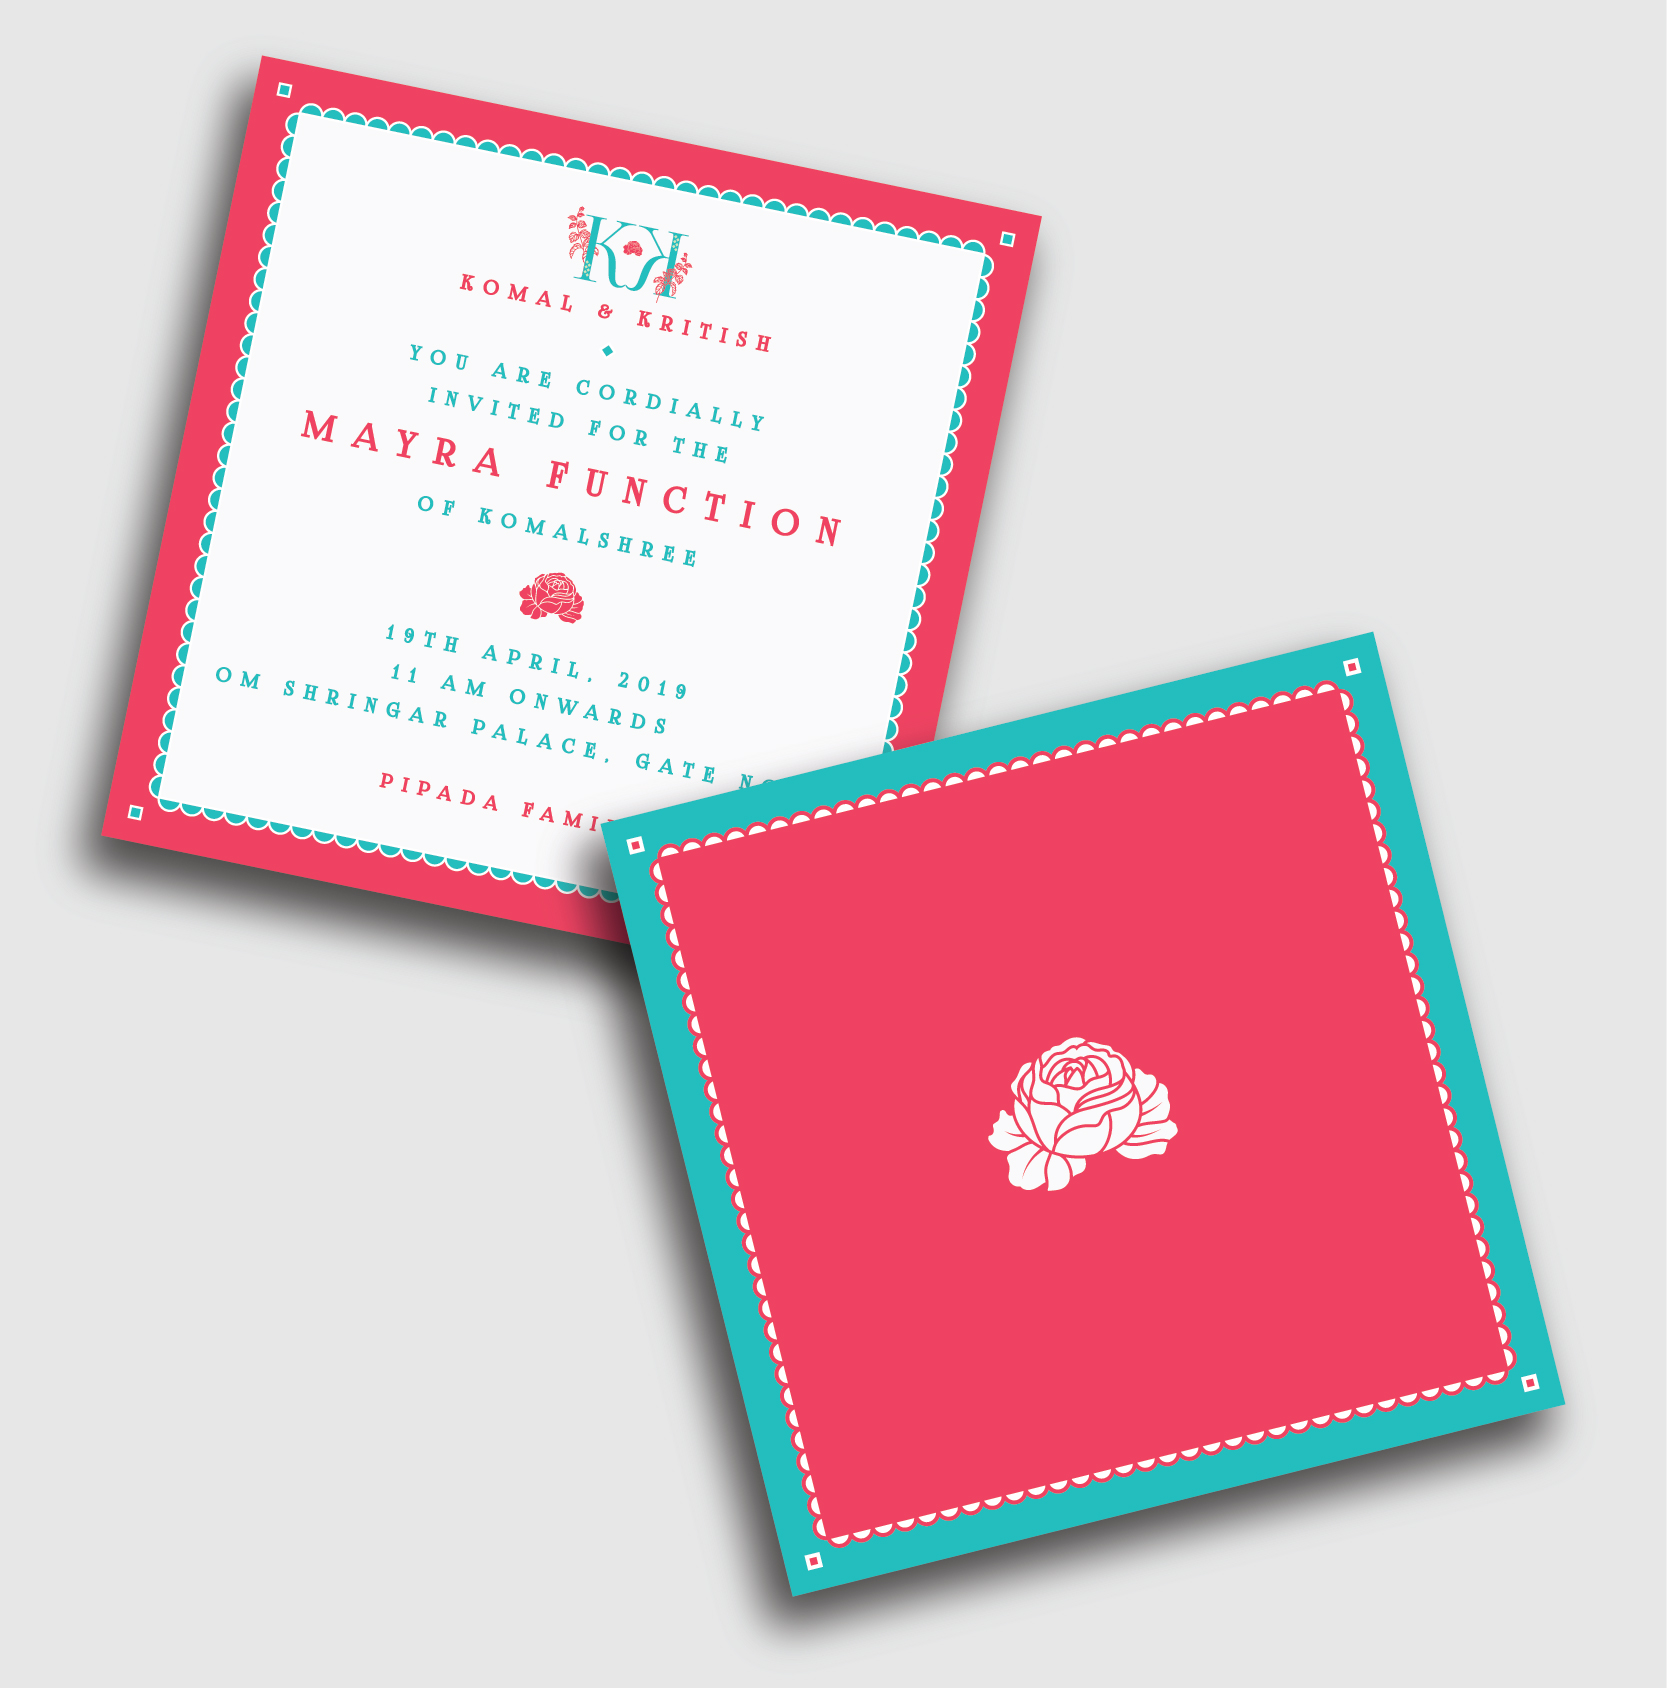 KK
KOMAL & KRITISH
YOU ARE CORDIALLY
INVITED FOR THE
MAYRA FUNCTION
OF KOMALSHREE
19TH APRIL, 2019
11 AM ONWARDS
OM SHRINGAR PALACE, GATE
PIPADA